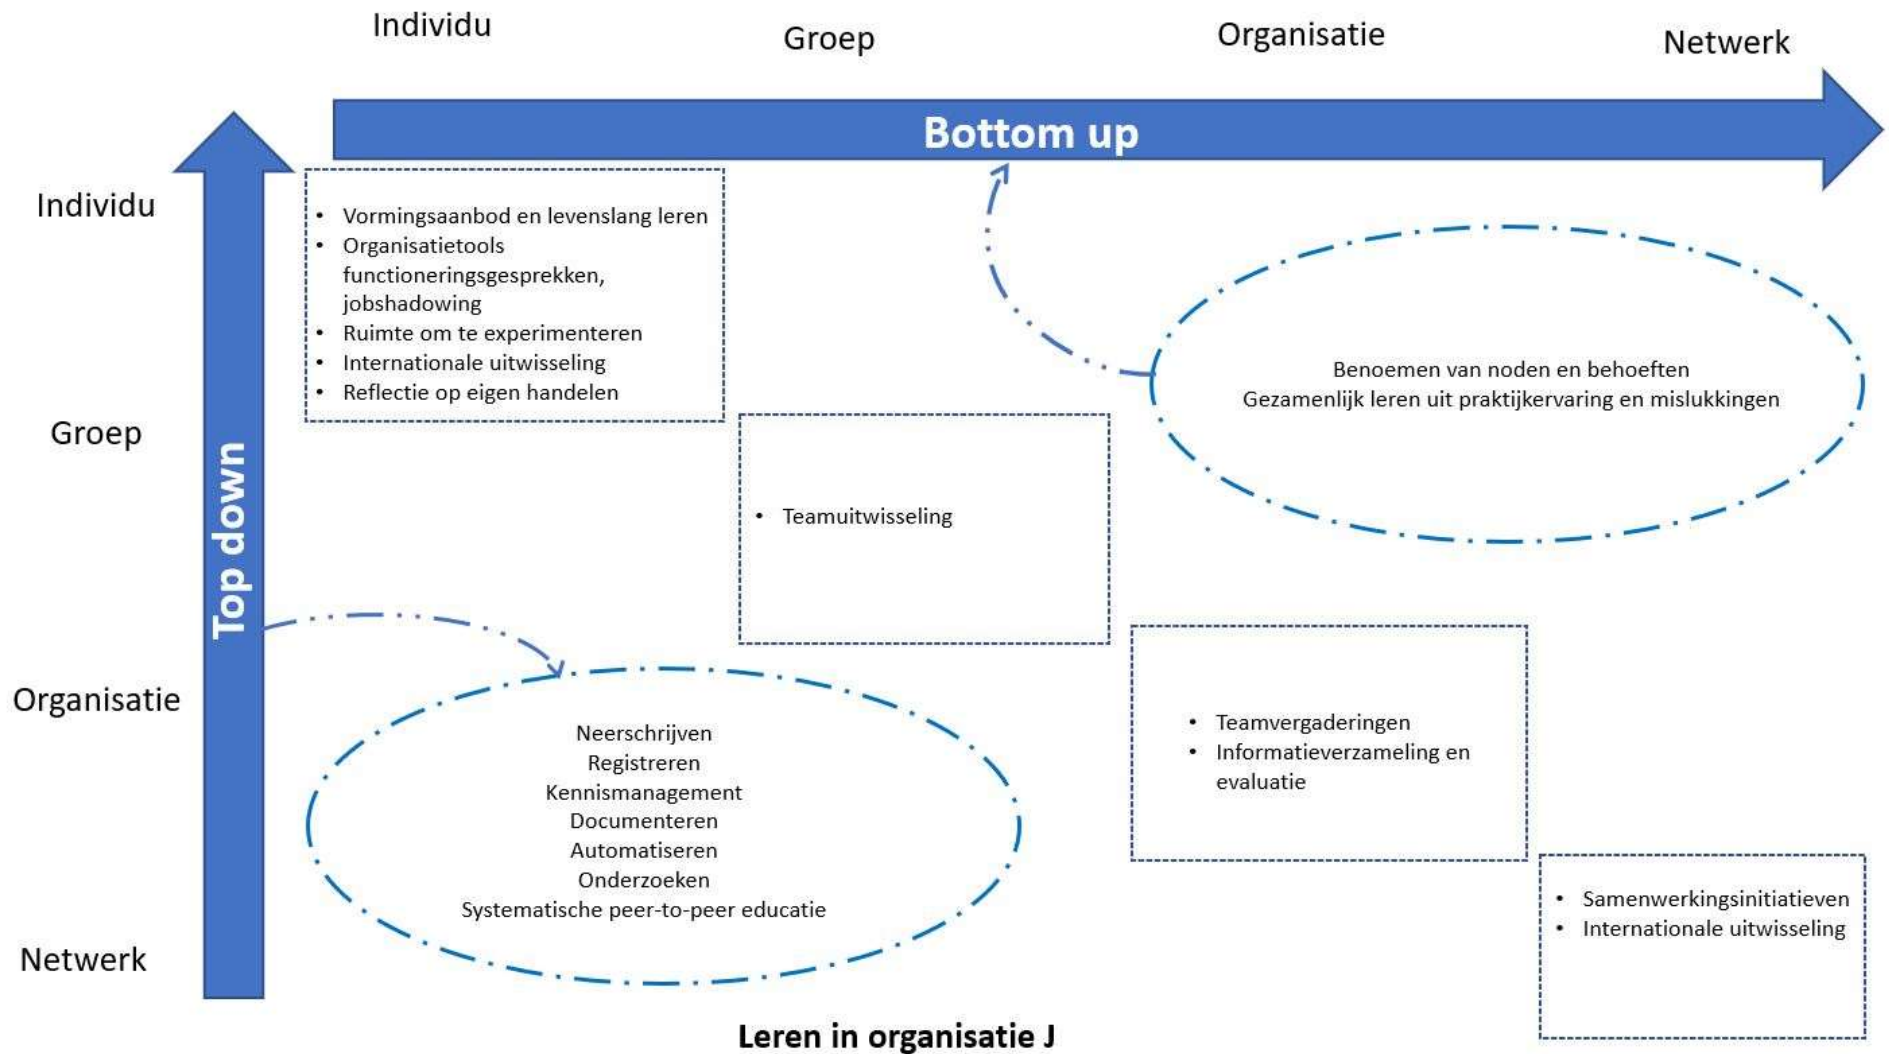 Individu
Groep
Organisatie
Netwerk
Bottom up
Individu
Groep
Organisatie
Netwerk
Top down
• Vormingsaanbod en levenslang leren
• Organisatietools
functioneringsgesprekken,
jobshadowing
• Ruimte om te experimenteren
• Internationale uitwisseling
• Reflectie op eigen handelen
Benoemen van noden en behoeften
Gezamenlijk leren uit praktijkervaring en mislukkingen
• Teamuitwisseling
• Teamvergaderingen
• Informatieverzameling en
evaluatie
Neerschrijven
Registreren
Kennismanagement
Documenteren
Automatiseren
Onderzoeken
Systematische peer-to-peer educatie
• Samenwerkingsinitiatieven
• Internationale uitwisseling
Leren in organisatie J